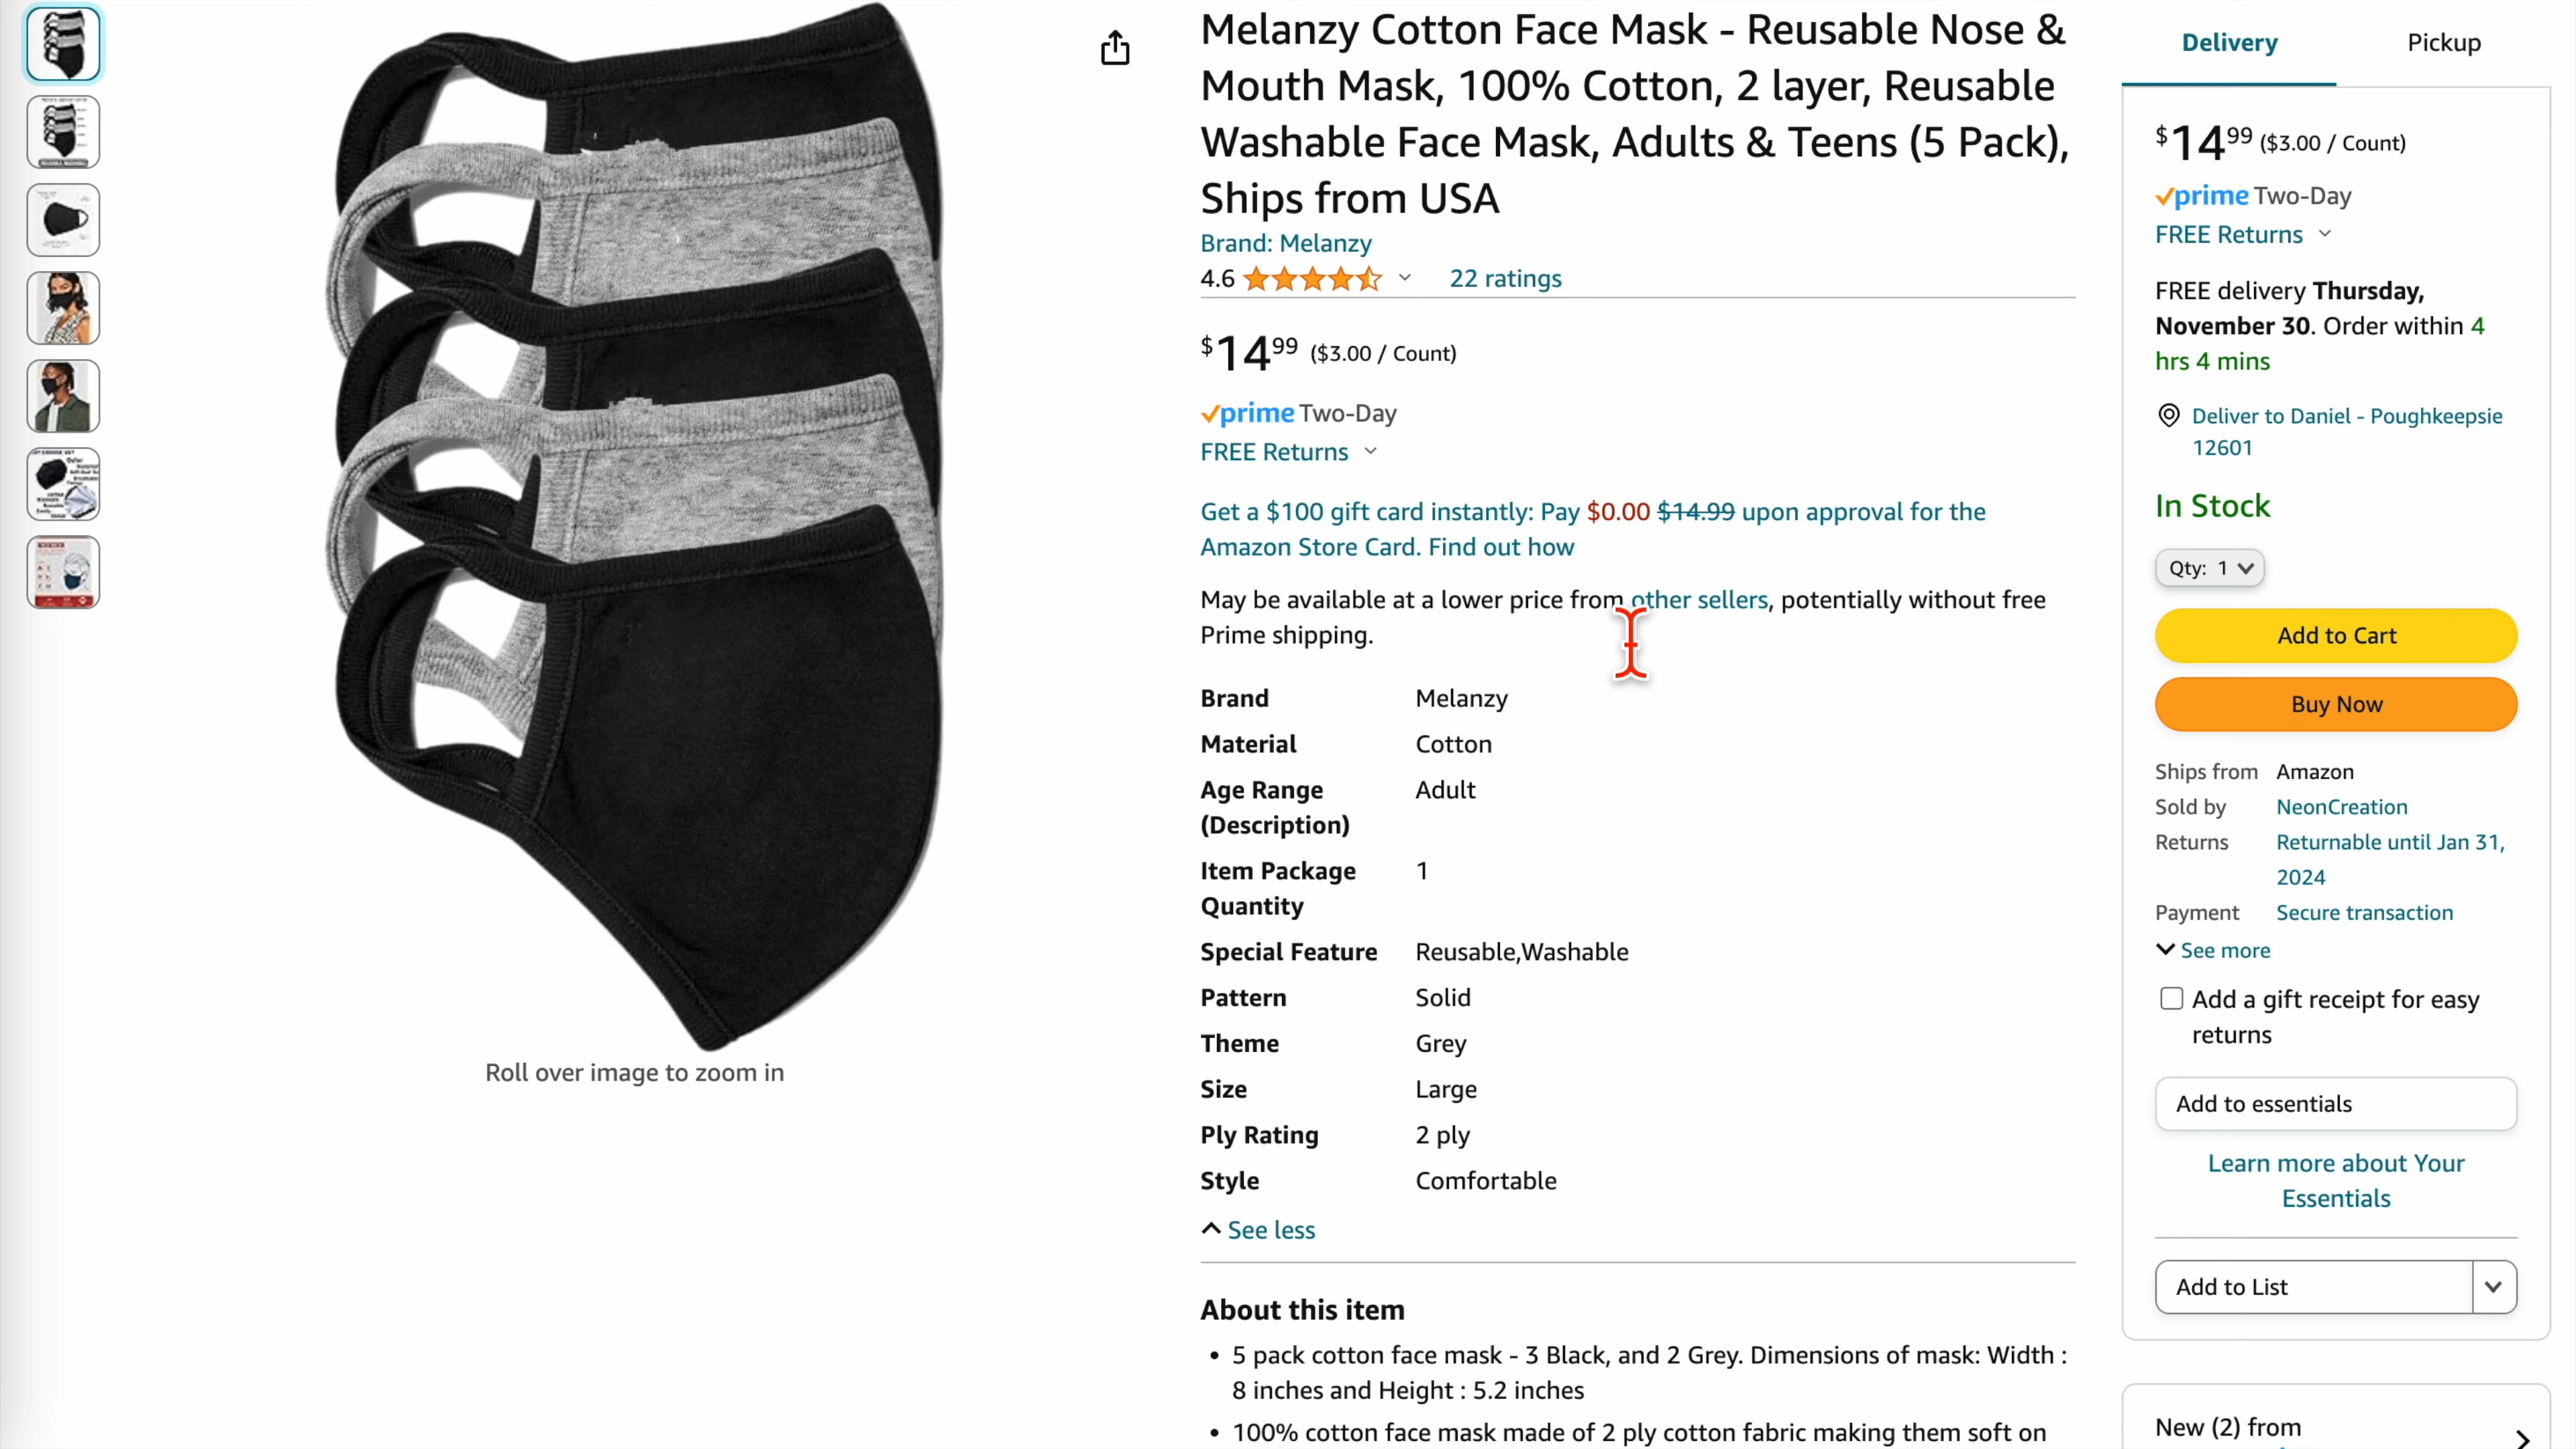 Melanzy Cotton Face Mask - Reusable Nose &
Mouth Mask, 100% Cotton, 2 layer, Reusable
Washable Face Mask, Adults & Teens (5 Pack),
Ships from USA
Brand: Melanzy
4.6
22 ratings
$14.99 ($3.00 / Count)
prime Two-Day
FREE Returns
Get a $100 gift card instantly: Pay $0.00 $14.99 upon approval for the
Amazon Store Card. Find out how
May be available at a lower price from other sellers, potentially without free
Prime shipping.
Brand Melanzy
Material Cotton
Age Range Adult
(Description)
Item Package 1
Quantity
Special Feature Reusable,Washable
Pattern Solid
Theme Grey
Size Large
Ply Rating 2 ply
Style Comfortable
See less
About this item
• 5 pack cotton face mask - 3 Black, and 2 Grey. Dimensions of mask: Width :
8 inches and Height : 5.2 inches
• 100% cotton face mask made of 2 ply cotton fabric making them soft on
Roll over image to zoom in
Delivery Pickup
$14.99 ($3.00 / Count)
prime Two-Day
FREE Returns
FREE delivery Thursday,
November 30. Order within 4
hrs 4 mins
Deliver to Daniel - Poughkeepsie
12601
In Stock
Qty: 1
Add to Cart
Buy Now
Ships from Amazon
Sold by NeonCreation
Returns Returnable until Jan 31,
2024
Payment Secure transaction
See more
Add a gift receipt for easy
returns
Add to essentials
Learn more about Your
Essentials
Add to List
New (2) from